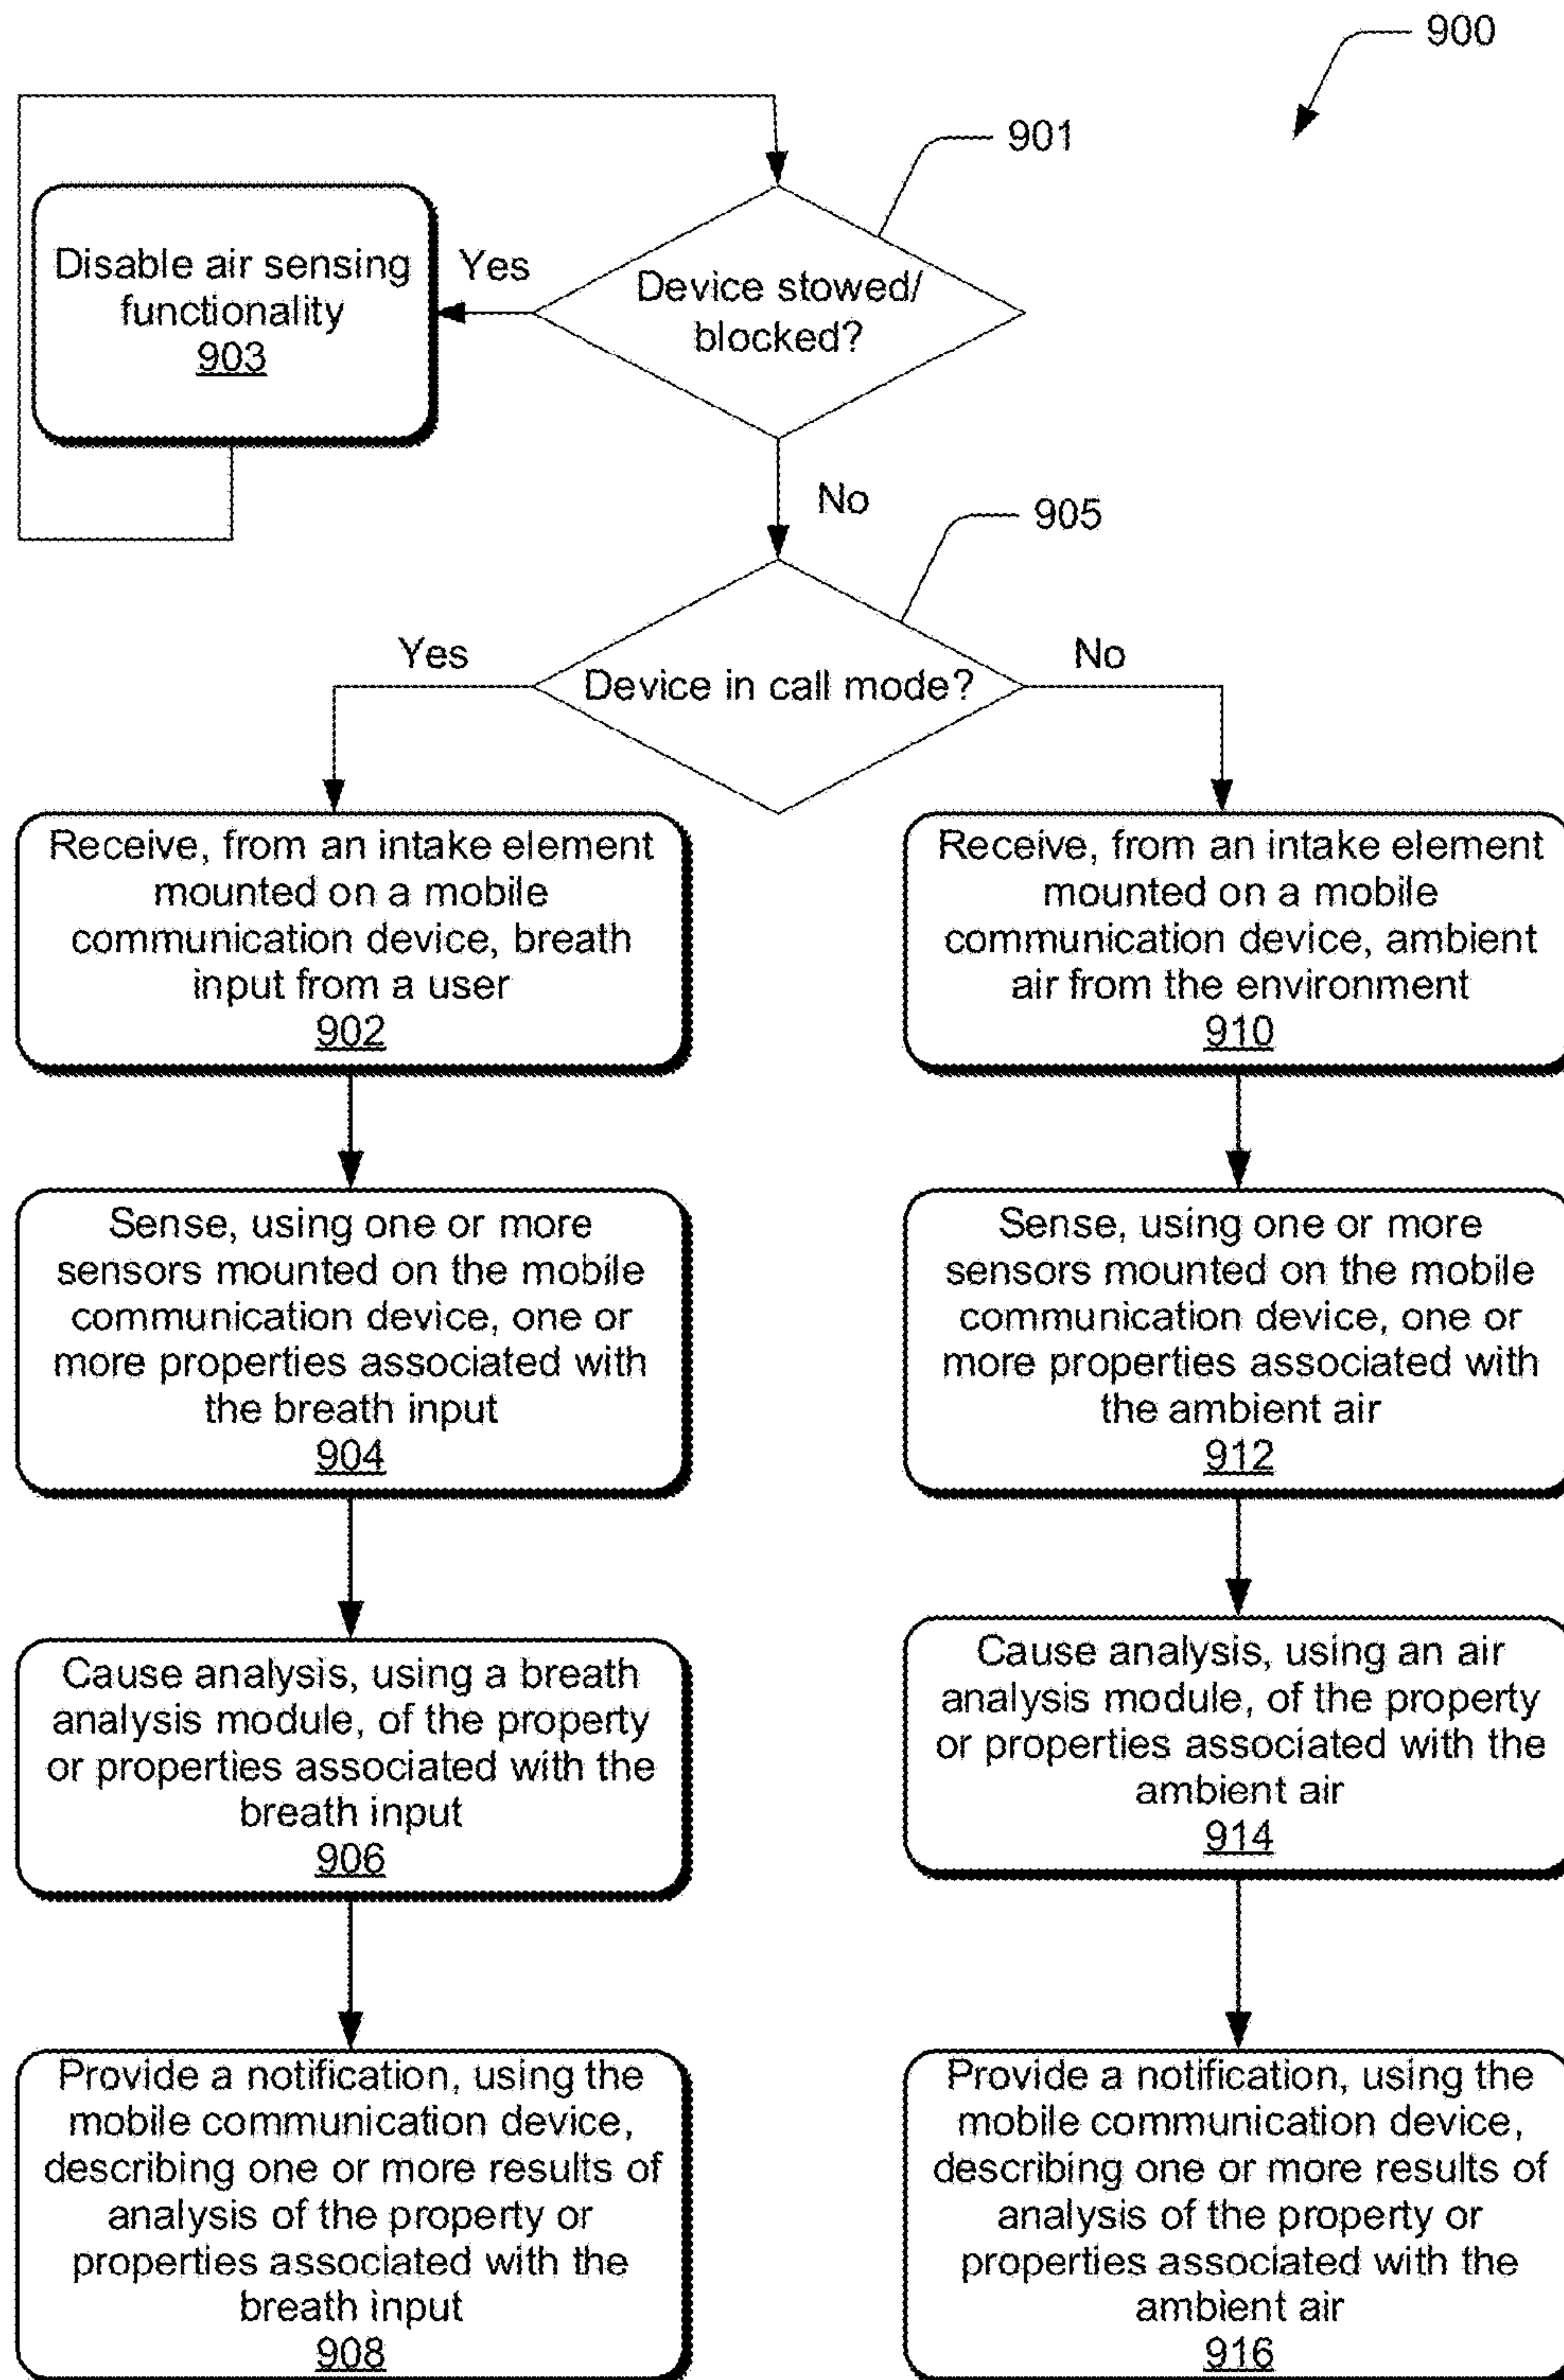 900
901
Device stowed/
blocked?
Yes
Disable air sensing
functionality
903
No
905
Device in call mode?
Yes
No
Receive, from an intake element
mounted on a mobile
communication device, breath
input from a user
902
Sense, using one or more
sensors mounted on the mobile
communication device, one or
more properties associated with
the breath input
904
Cause analysis, using a breath
analysis module, of the property
or properties associated with the
breath input
906
Provide a notification, using the
mobile communication device,
describing one or more results of
analysis of the property or
properties associated with the
breath input
908
Receive, from an intake element
mounted on a mobile
communication device, ambient
air from the environment
910
Sense, using one or more
sensors mounted on the mobile
communication device, one or
more properties associated with
the ambient air
912
Cause analysis, using an air
analysis module, of the property
or properties associated with the
ambient air
914
Provide a notification, using the
mobile communication device,
describing one or more results of
analysis of the property or
properties associated with the
ambient air
916